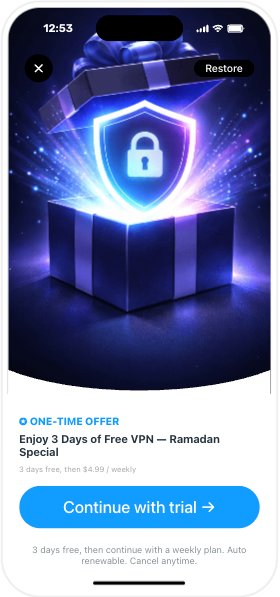 12:53
Restore
ONE-TIME OFFER
Enjoy 3 Days of Free VPN — Ramadan
Special
3 days free, then $4.99 / weekly
Continue with trial →
3 days free, then continue with a weekly plan. Auto
renewable. Cancel anytime.